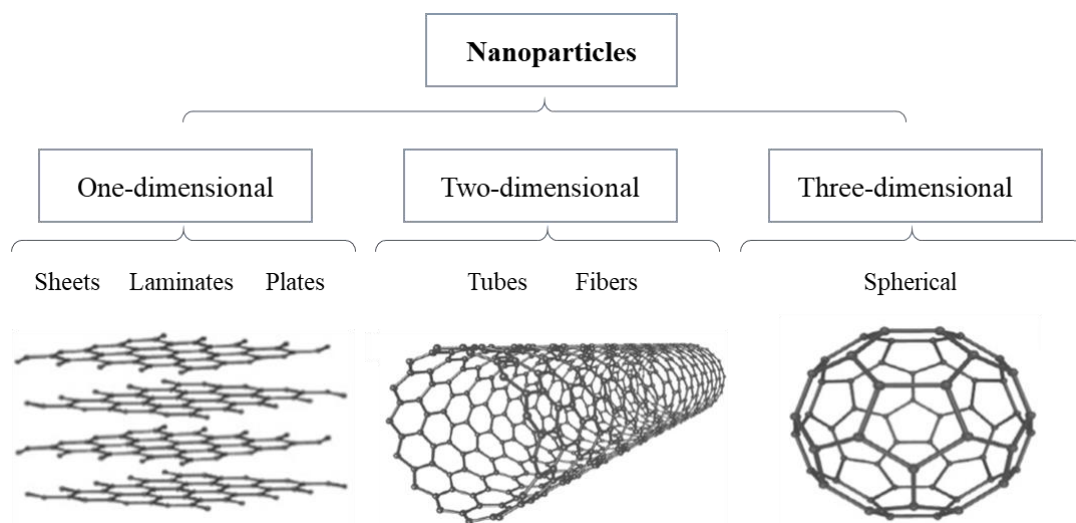 Nanoparticles
One-dimensional
Two-dimensional
Three-dimensional
Sheets Laminates Plates
Tubes Fibers
Spherical